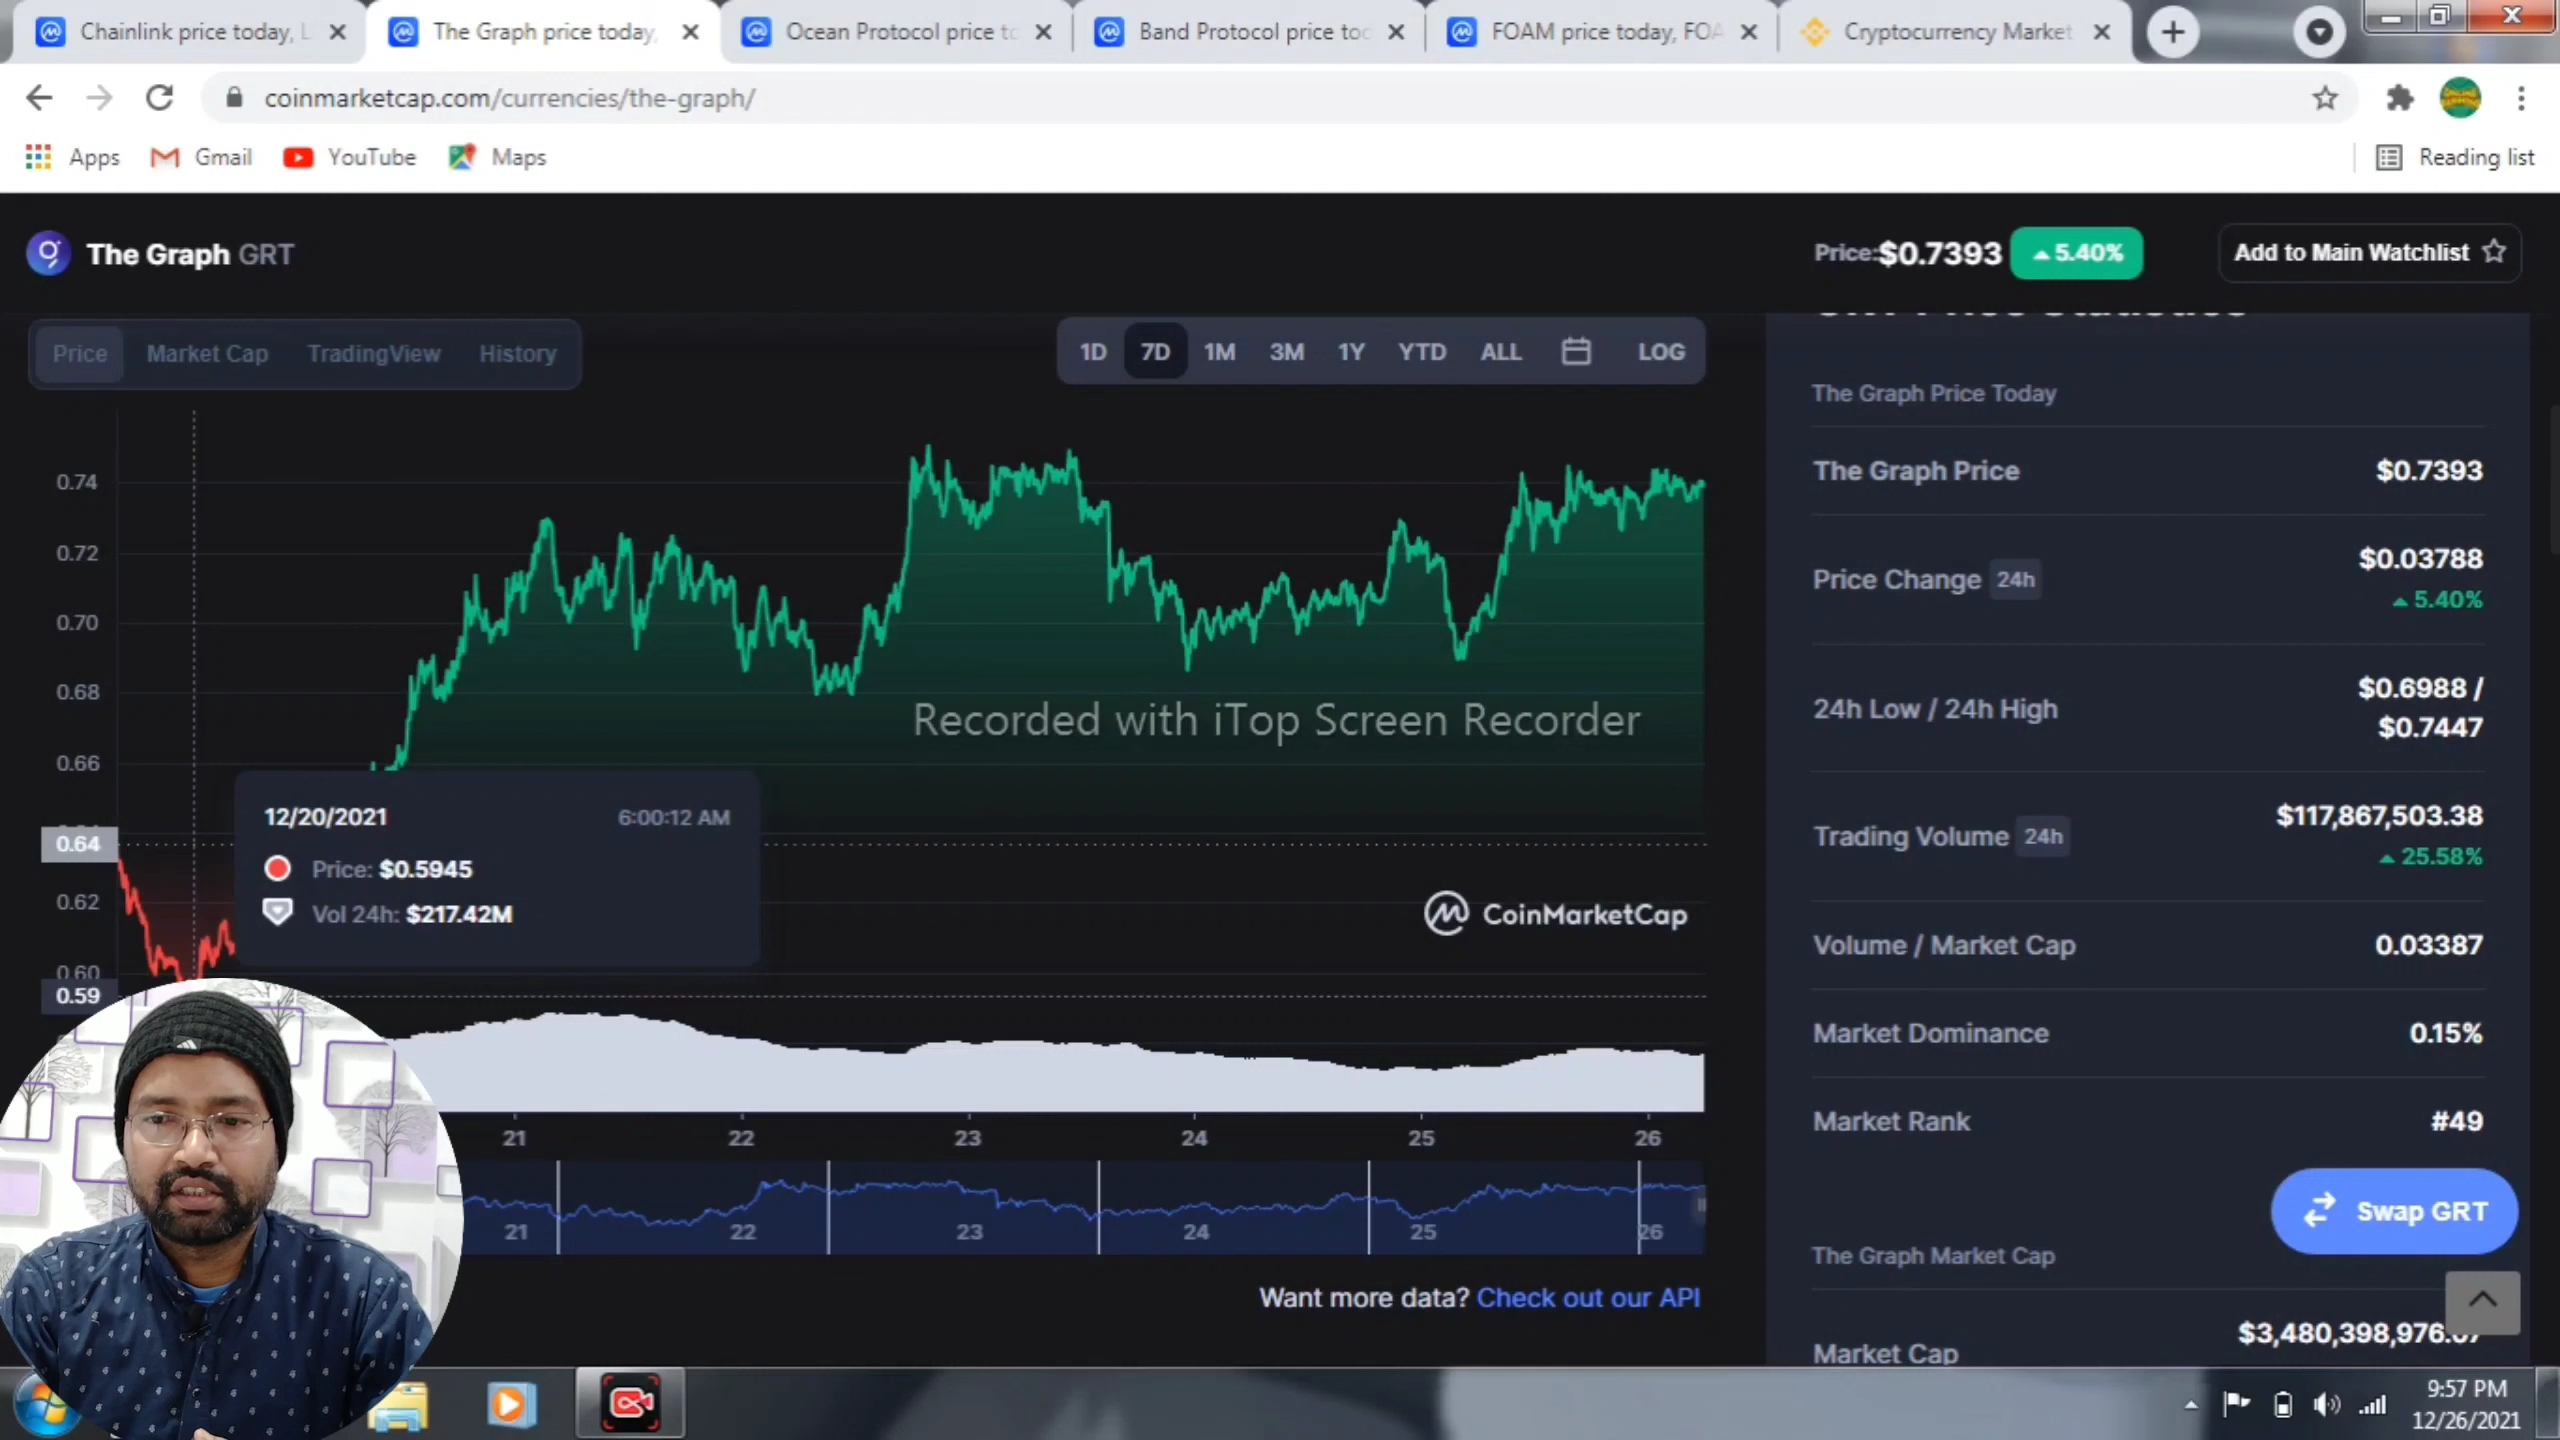 Chainlink price today, L
The Graph price today,
Ocean Protocol price to
Band Protocol price toc
FOAM price today, FOA
Cryptocurrency Market
coinmarketcap.com/currencies/the-graph/
Apps
Gmail
YouTube
Maps
Reading list
The Graph GRT
Price:$0.7393
5.40%
Add to Main Watchlist
Price
Market Cap
TradingView
History
1D
7D
1M
3M
1Y
YTD
ALL
LOG
0.74
0.72
0.70
0.68
0.66
0.64
0.62
0.60
0.59
Recorded with iTop Screen Recorder
12/20/2021 6:00:12 AM
Price: $0.5945
Vol 24h: $217.42M
CoinMarketCap
21 22 23 24 25 26
21 22 23 24 25 26
Want more data? Check out our API
The Graph Price Today
The Graph Price $0.7393
Price Change 24h $0.03788
5.40%
24h Low / 24h High $0.6988 /
$0.7447
Trading Volume 24h $117,867,503.38
25.58%
Volume / Market Cap 0.03387
Market Dominance 0.15%
Market Rank #49
Swap GRT
The Graph Market Cap
Market Cap
9:57 PM
12/26/2021